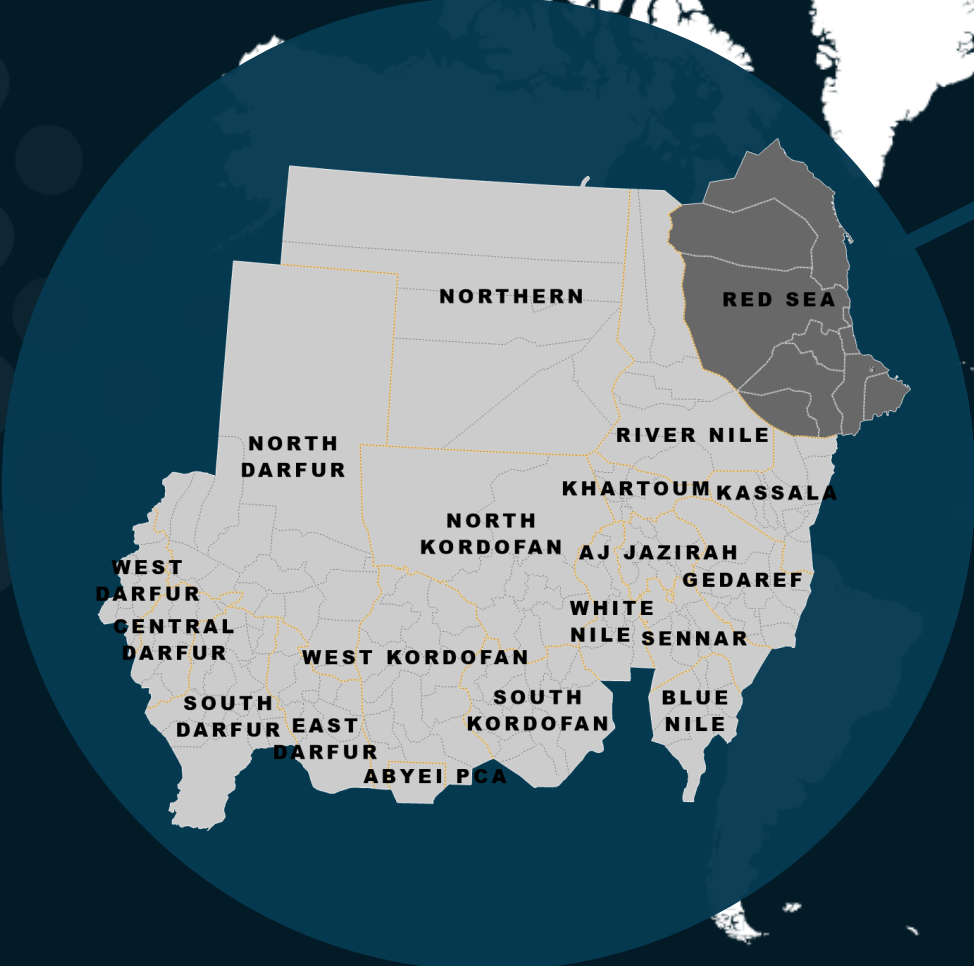 NORTHERN
RED SEA
NORTH
DARFUR
RIVER NILE
KHARTOUM
KASSALA
NORTH
KORDOFAN
AJ JAZIRAH
GEDAREF
WEST
DARFUR
WHITE
NILE
SENNAR
CENTRAL
DARFUR
WEST KORDOFAN
SOUTH
KORDOFAN
BLUE
NILE
SOUTH
DARFUR
EAST
DARFUR
ABYEI PCA